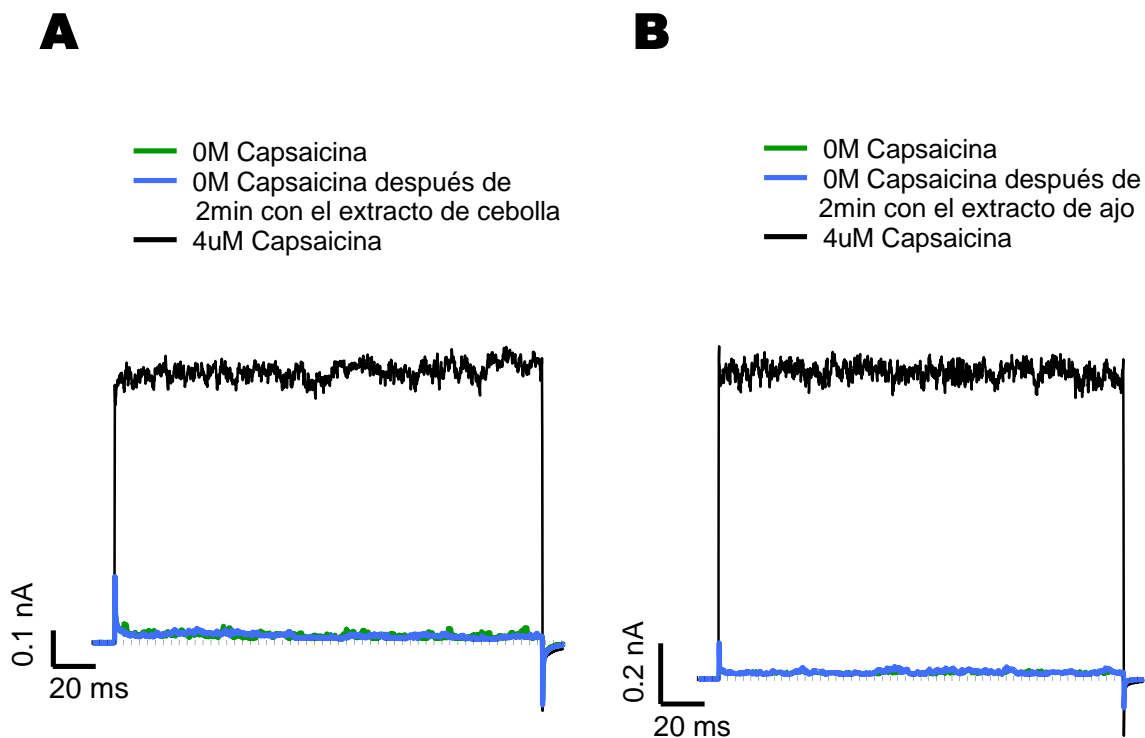 A
0M Capsaicina
0M Capsaicina después de
2min con el extracto de cebolla
4uM Capsaicina
0.1 nA
20 ms
B
0M Capsaicina
0M Capsaicina después de
2min con el extracto de ajo
4uM Capsaicina
0.2 nA
20 ms